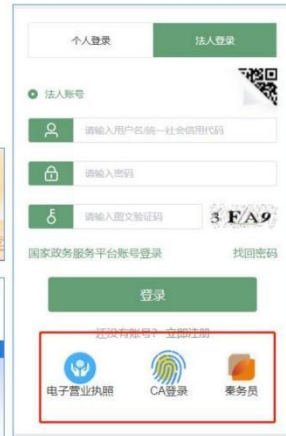 个人登录 法人登录
法人账号
请输入用户名/统一社会信用代码
请输入密码
请输入图文验证码 3 F A 9
国家政务服务平台账号登录 找回密码
登录
还没有账号? 立即注册
电子营业执照 CA登录 秦务员